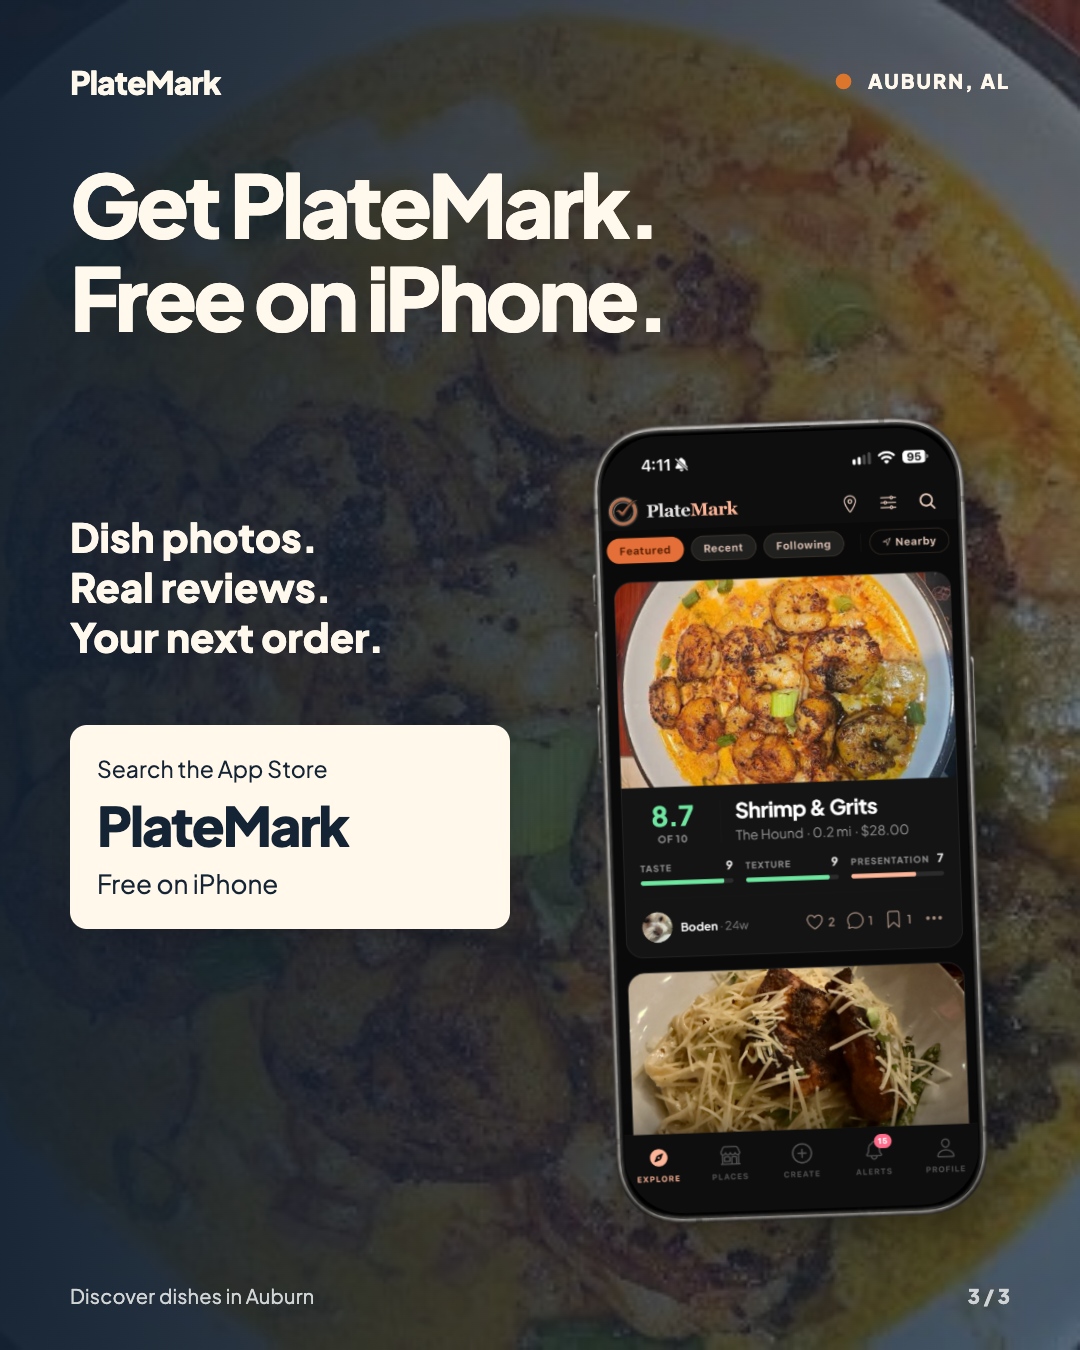 PlateMark
AUBURN, AL
Get PlateMark.
Free on iPhone.
Dish photos.
Real reviews.
Your next order.
Search the App Store
PlateMark
Free on iPhone
4:11
95
PlateMark
Featured
Recent
Following
Nearby
8.7
OF 10
Shrimp & Grits
The Hound · 0.2 mi · $28.00
TASTE 9
TEXTURE 9
PRESENTATION 7
Boden · 24w
2
1
1
15
EXPLORE
PLACES
CREATE
ALERTS
PROFILE
Discover dishes in Auburn
3 / 3